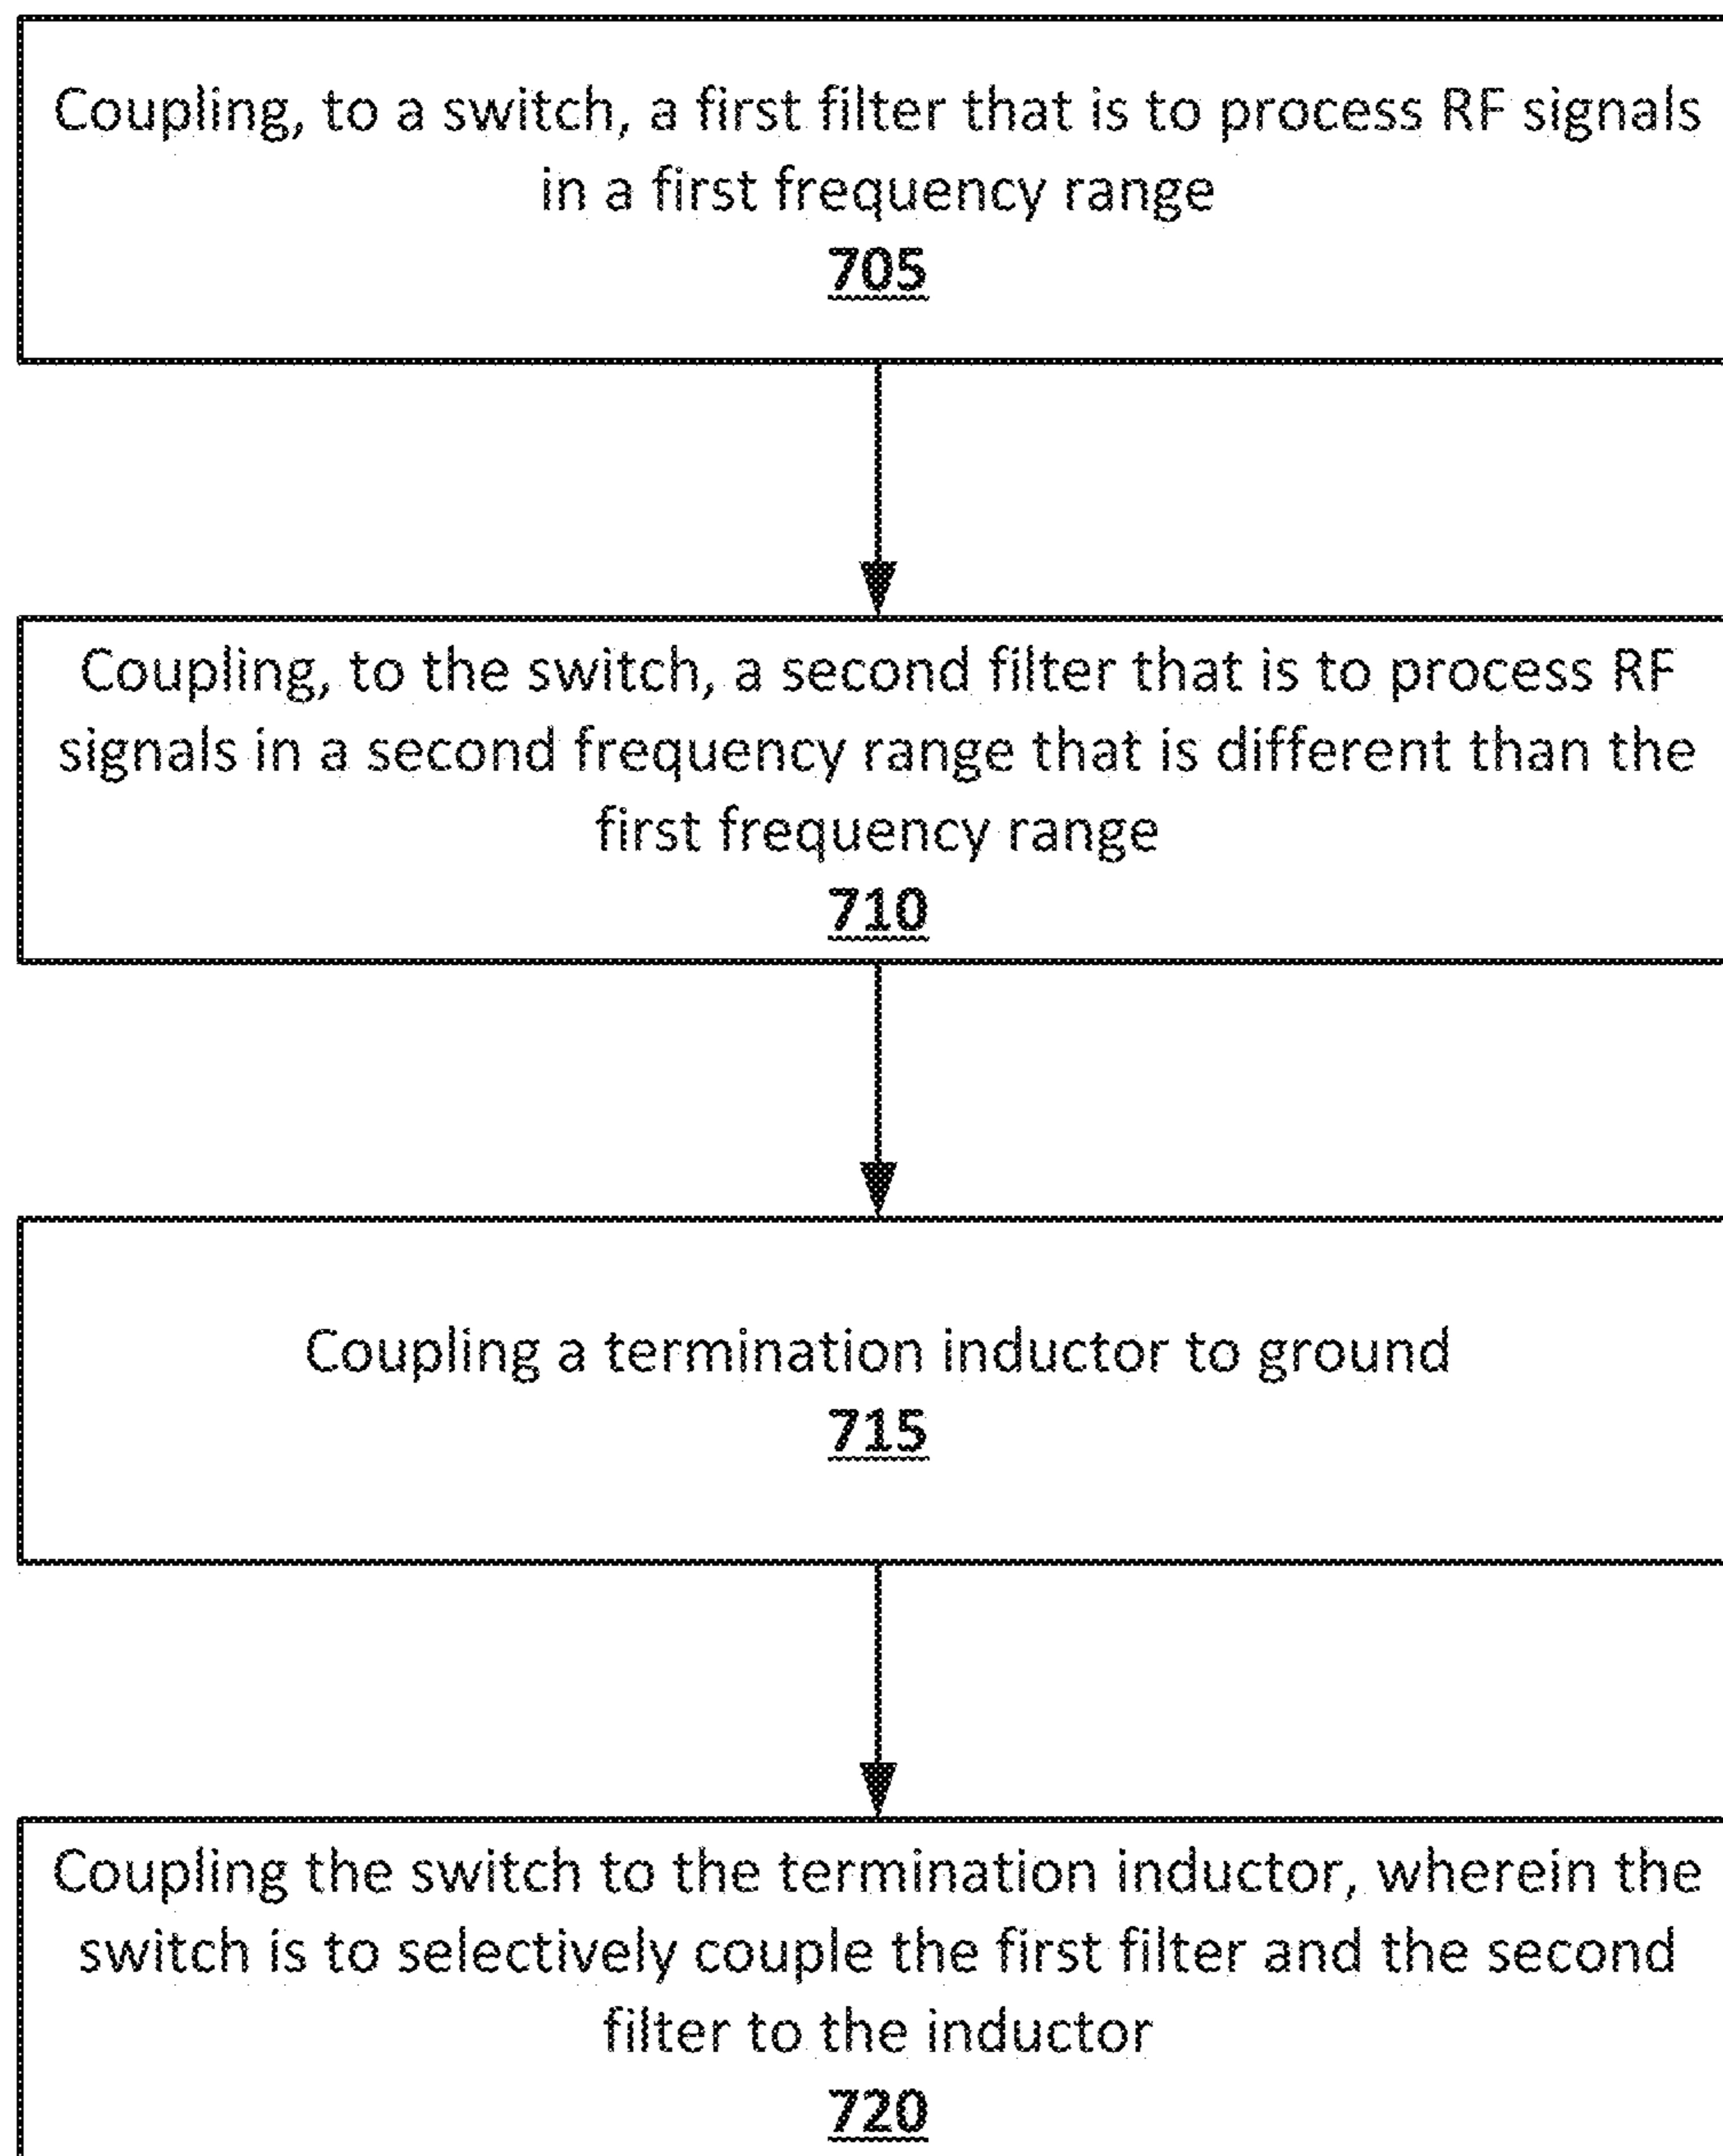 Coupling, to a switch, a first filter that is to process RF signals
in a first frequency range
705
Coupling, to the switch, a second filter that is to process RF
signals in a second frequency range that is different than the
first frequency range
710
Coupling a termination inductor to ground
715
Coupling the switch to the termination inductor, wherein the
switch is to selectively couple the first filter and the second
filter to the inductor
720